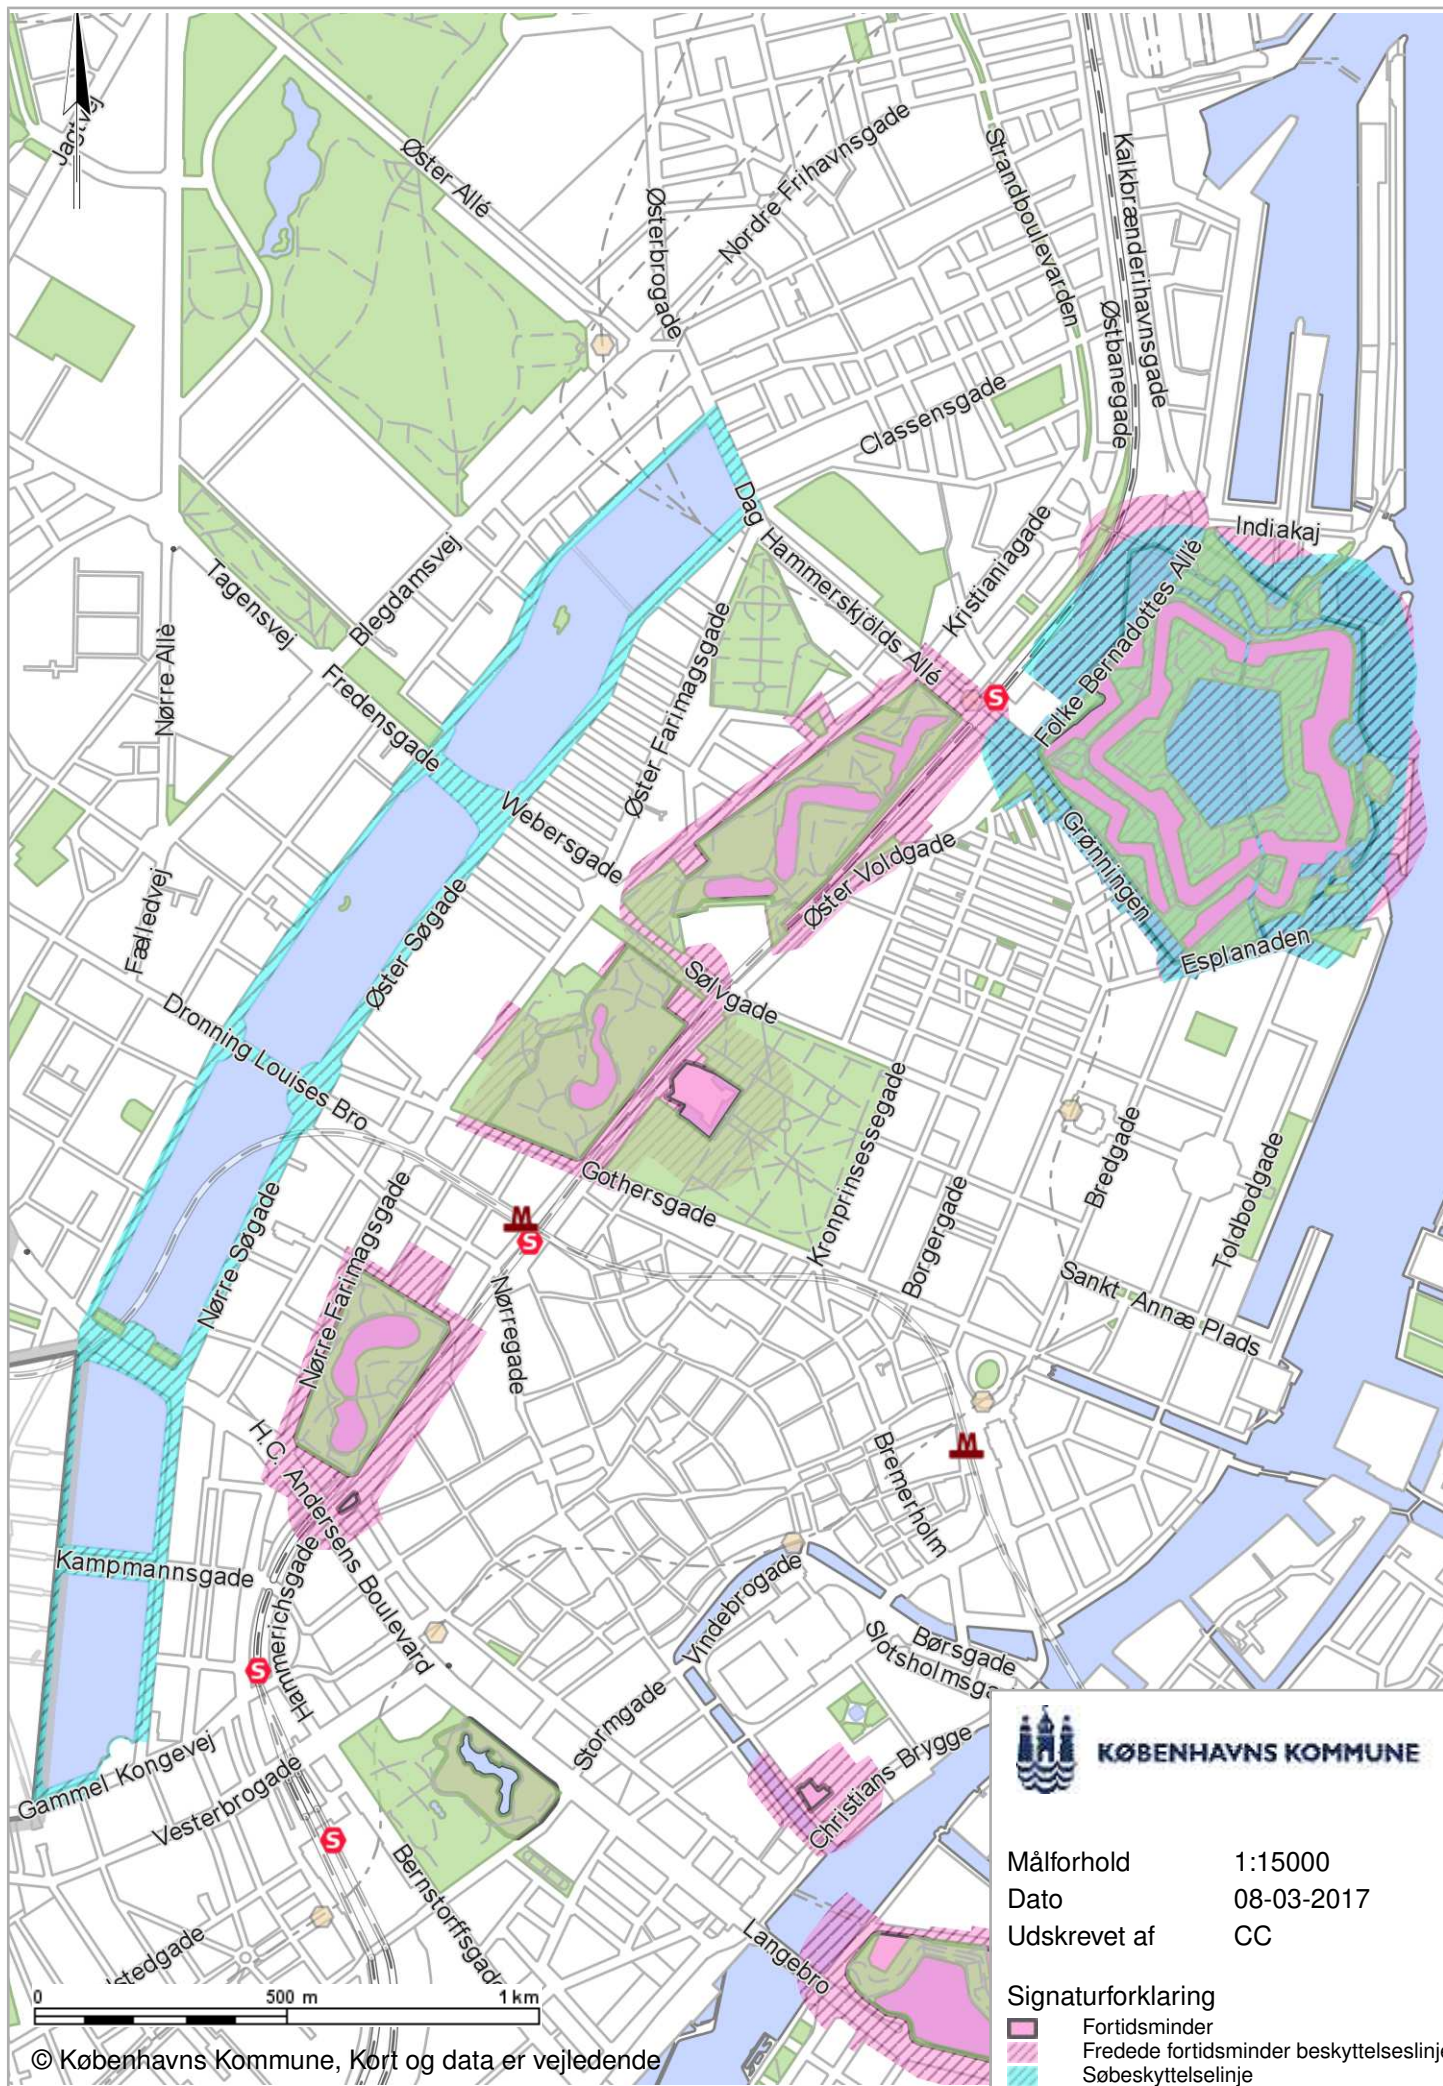 Jagtvej
Øster Allé
Østerbrogade
Nordre Frihavnsgade
Strandboulevarden
Kalkbrænderihavnsgade
Østbanegade
Classensgade
Dag Hammerskjölds Allé
Kristianiagade
Indiakaj
Folke Bernadottes Allé
Tagensvej
Blegdamsvej
Nørre Allè
Fredensgade
Øster Farimagsgade
Webersgade
Øster Voldgade
Grønningen
Esplanaden
Fælledvej
Øster Søgade
Sølvgade
Dronning Louises Bro
Kronprinsessegade
Bredgade
Toldbodgade
Gothersgade
Borgergade
M
S
Nørre Søgade
Nørre Farimagsgade
Nørregade
Sankt Annæ Plads
H.C. Andersens Boulevard
Bremerholm
M
Kampmannsgade
Hammerichsgade
Vindebrogade
Børsgade
Slotsholmsga
S
Stormgade
Gammel Kongevej
Vesterbrogade
Christians Brygge
S
S
Bernstorffsgade
Langebro
lstedgade
KØBENHAVNS KOMMUNE
Målforhold 1:15000
Dato 08-03-2017
Udskrevet af CC
Signaturforklaring
Fortidsminder
Fredede fortidsminder beskyttelseslinje
Søbeskyttelselinje
0 500 m 1 km
© Københavns Kommune, Kort og data er vejledende